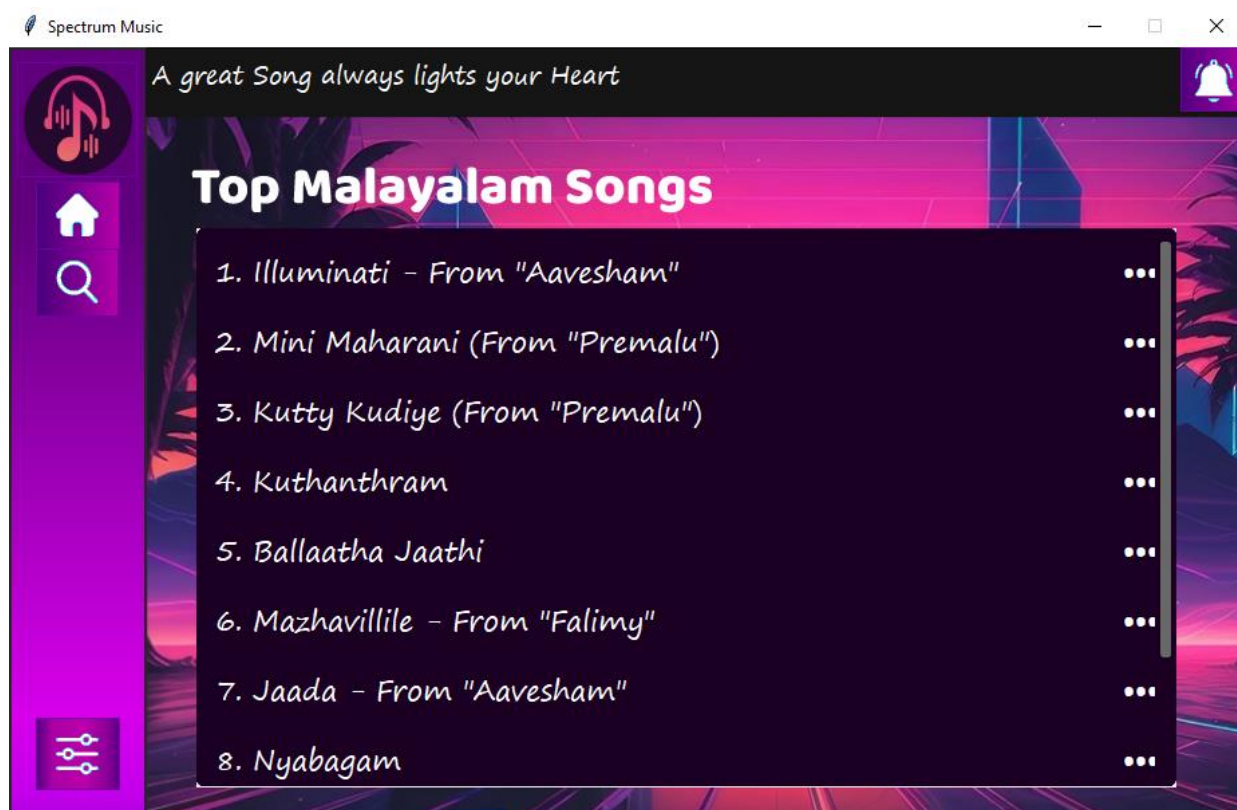 Spectrum Music
A great Song always lights your Heart
Top Malayalam Songs
1. Illuminati - From "Aavesham"
2. Mini Maharani (From "Premalu")
3. Kutty Kudiye (From "Premalu")
4. Kuthanthram
5. Ballaatha Jaathi
6. Mazhavillile - From "Falimy"
7. Jaada - From "Aavesham"
8. Nyabagam